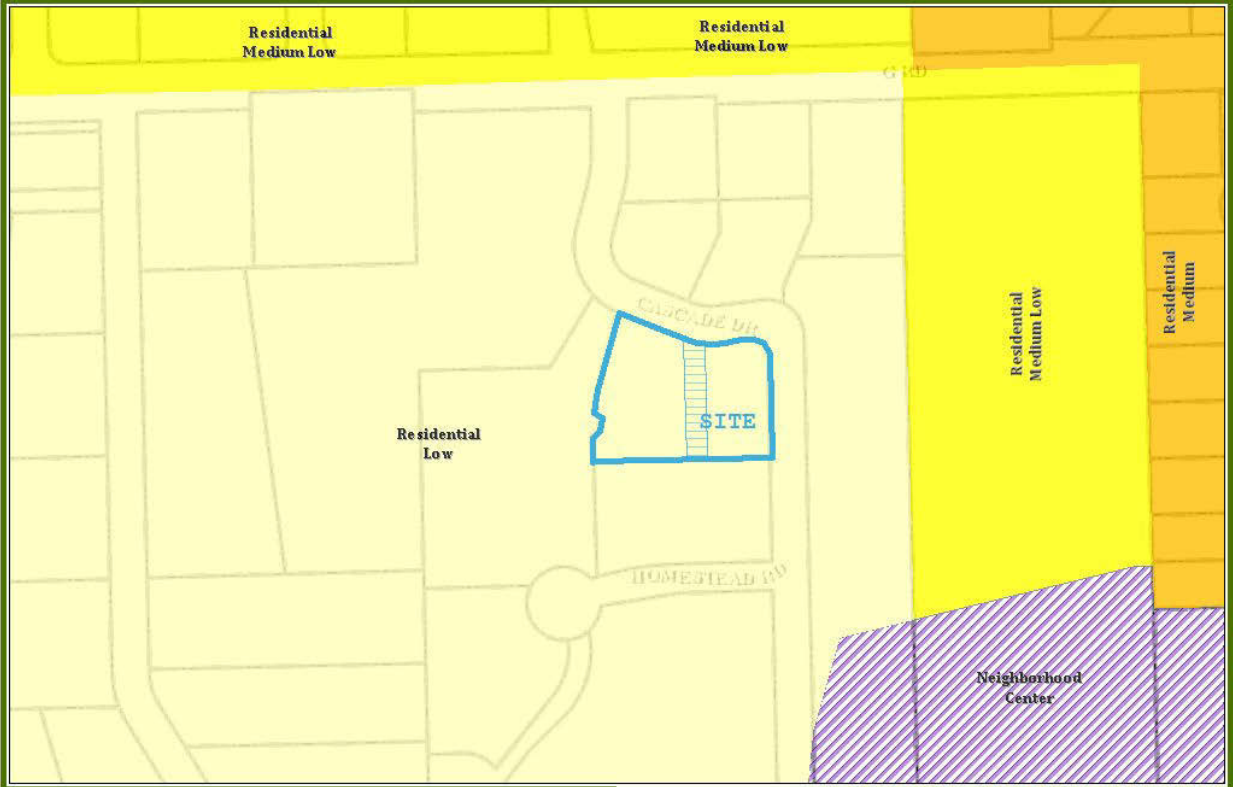 Residential
Medium Low
Residential
Medium Low
G RD
CASCADE DR
SITE
Residential
Low
Residential
Medium Low
Residential
Medium
HOMESTEAD RD
Neighborhood
Center